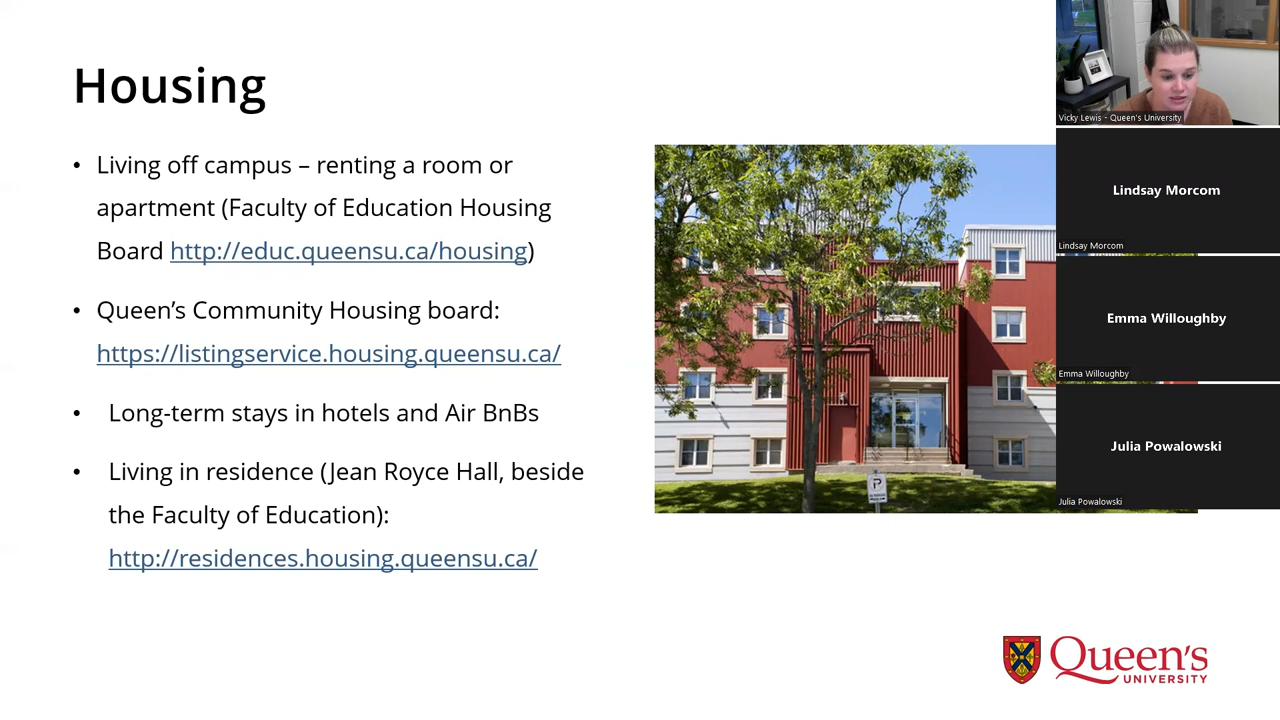 Housing
• Living off campus – renting a room or
apartment (Faculty of Education Housing
Board http://educ.queensu.ca/housing)
• Queen’s Community Housing board:
https://listingservice.housing.queensu.ca/
• Long-term stays in hotels and Air BnBs
• Living in residence (Jean Royce Hall, beside
the Faculty of Education):
http://residences.housing.queensu.ca/
P
Vicky Lewis - Queen's University
Lindsay Morcom
Lindsay Morcom
Emma Willoughby
Emma Willoughby
Julia Powalowski
Julia Powalowski
Queen's
UNIVERSITY